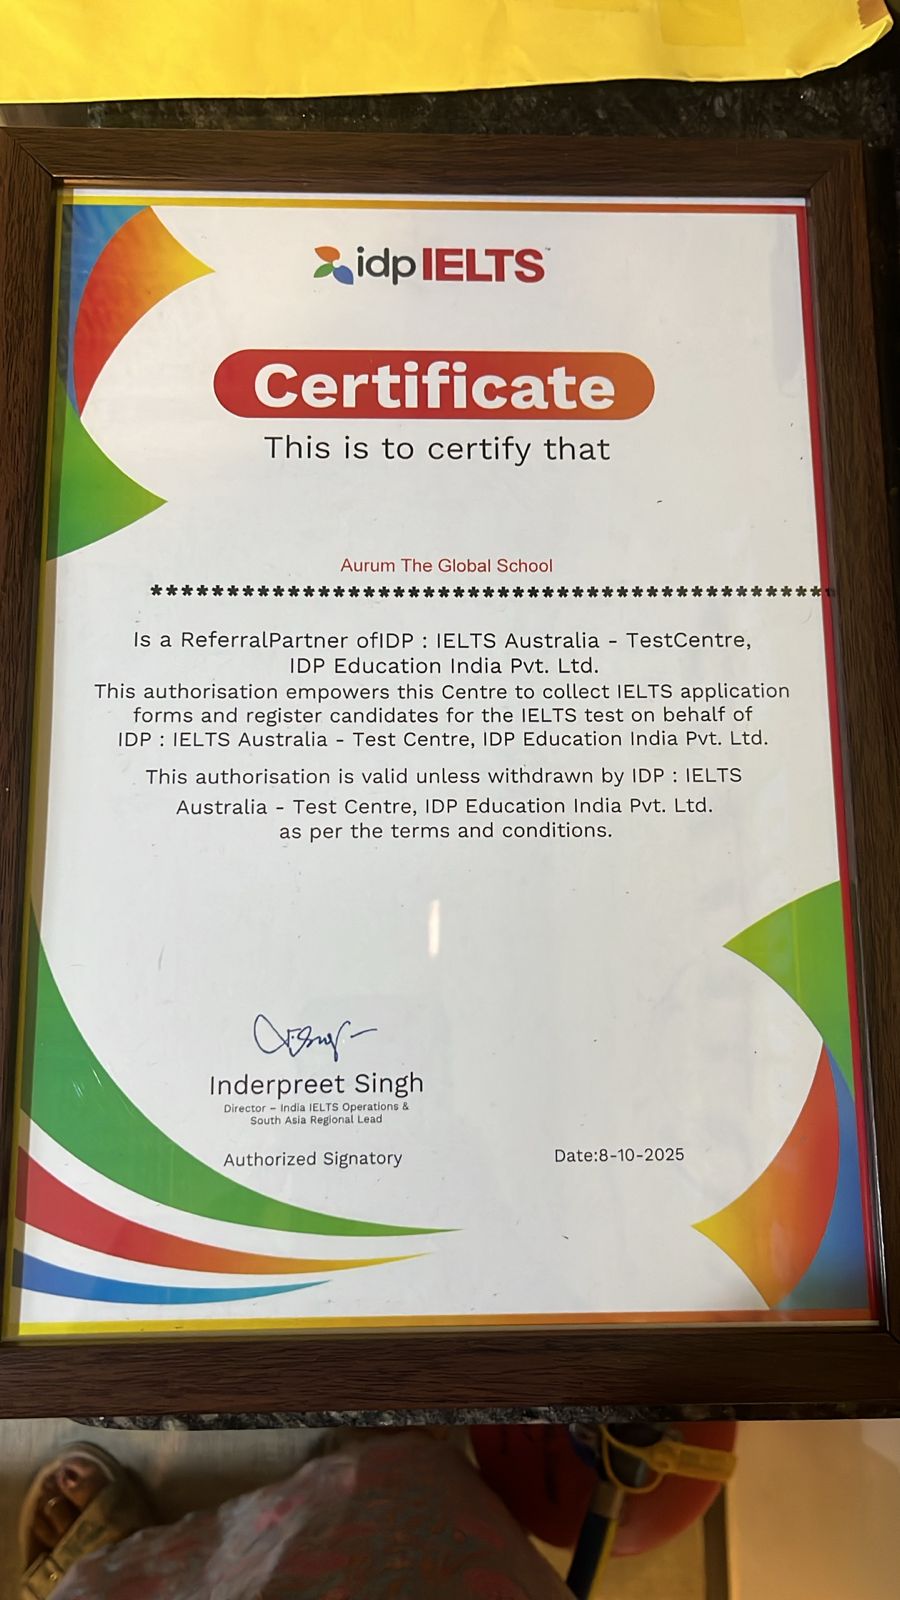 idp IELTS™
Certificate
This is to certify that
Aurum The Global School
*********************************************
Is a ReferralPartner ofIDP : IELTS Australia - TestCentre,
IDP Education India Pvt. Ltd.
This authorisation empowers this Centre to collect IELTS application
forms and register candidates for the IELTS test on behalf of
IDP : IELTS Australia - Test Centre, IDP Education India Pvt. Ltd.
This authorisation is valid unless withdrawn by IDP : IELTS
Australia - Test Centre, IDP Education India Pvt. Ltd.
as per the terms and conditions.
Inderpreet Singh
Director – India IELTS Operations &
South Asia Regional Lead
Authorized Signatory
Date:8-10-2025